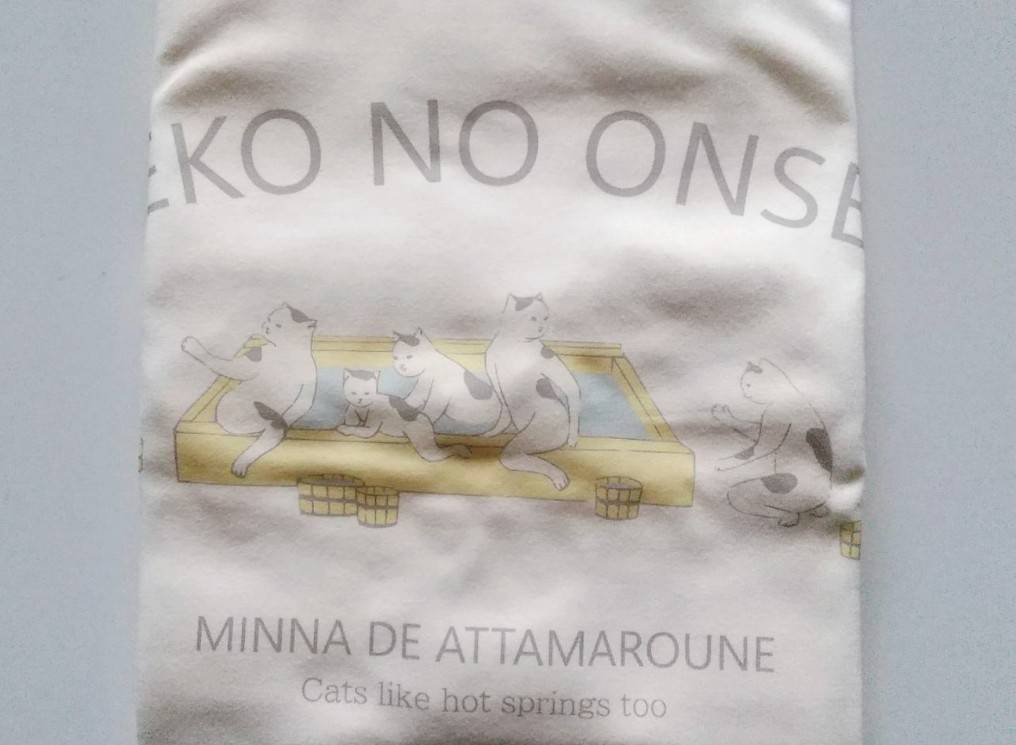 EKO NO ONSE
MINNA DE ATTAMAROUNE
Cats like hot springs too